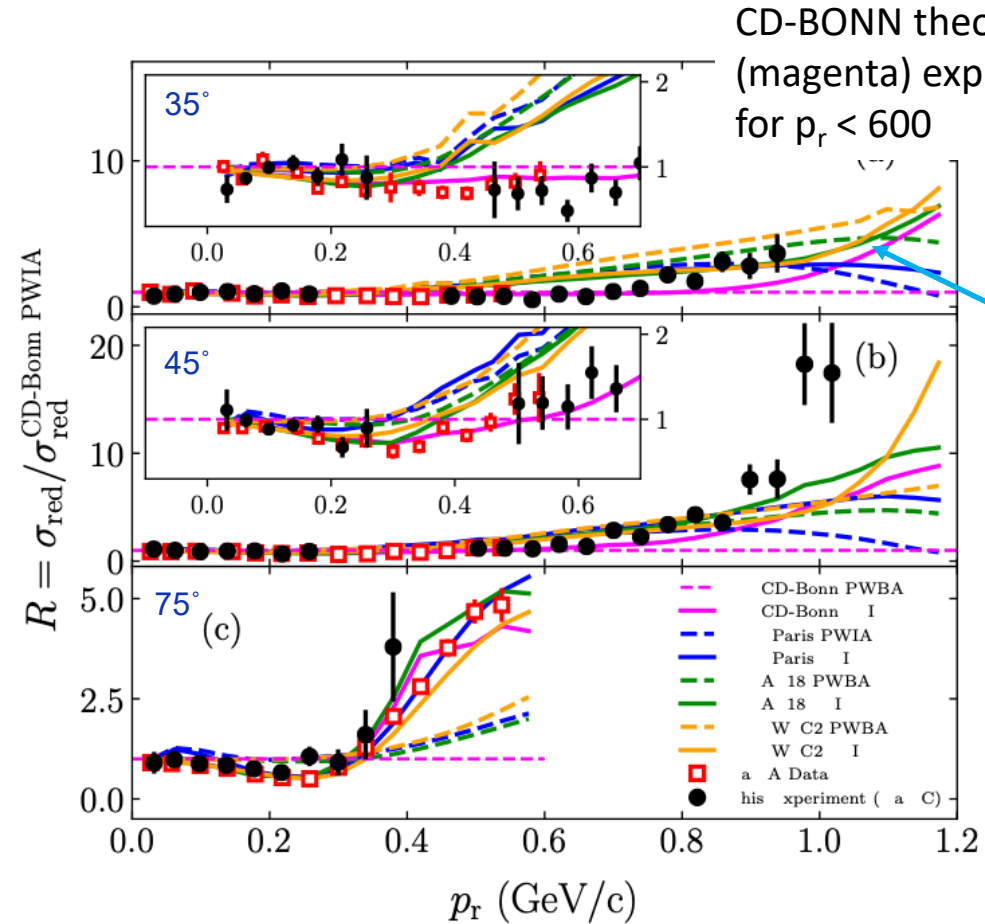 CD-BONN theo
(magenta) exp
for pr < 600
35°
2
1
10
0
0.0 0.2 0.4 0.6
R = σred/σredCD-Bonn PWIA
45°
(b)
2
1
20
10
0
0.0 0.2 0.4 0.6
75°
(c)
5.0
2.5
0.0
CD-Bonn PWBA
CD-Bonn I
Paris PWIA
Paris I
A 18 PWBA
A 18 I
W C2 PWBA
W C2 I
a A Data
his xperiment ( a C)
0.0 0.2 0.4 0.6 0.8 1.0 1.2
pr (GeV/c)